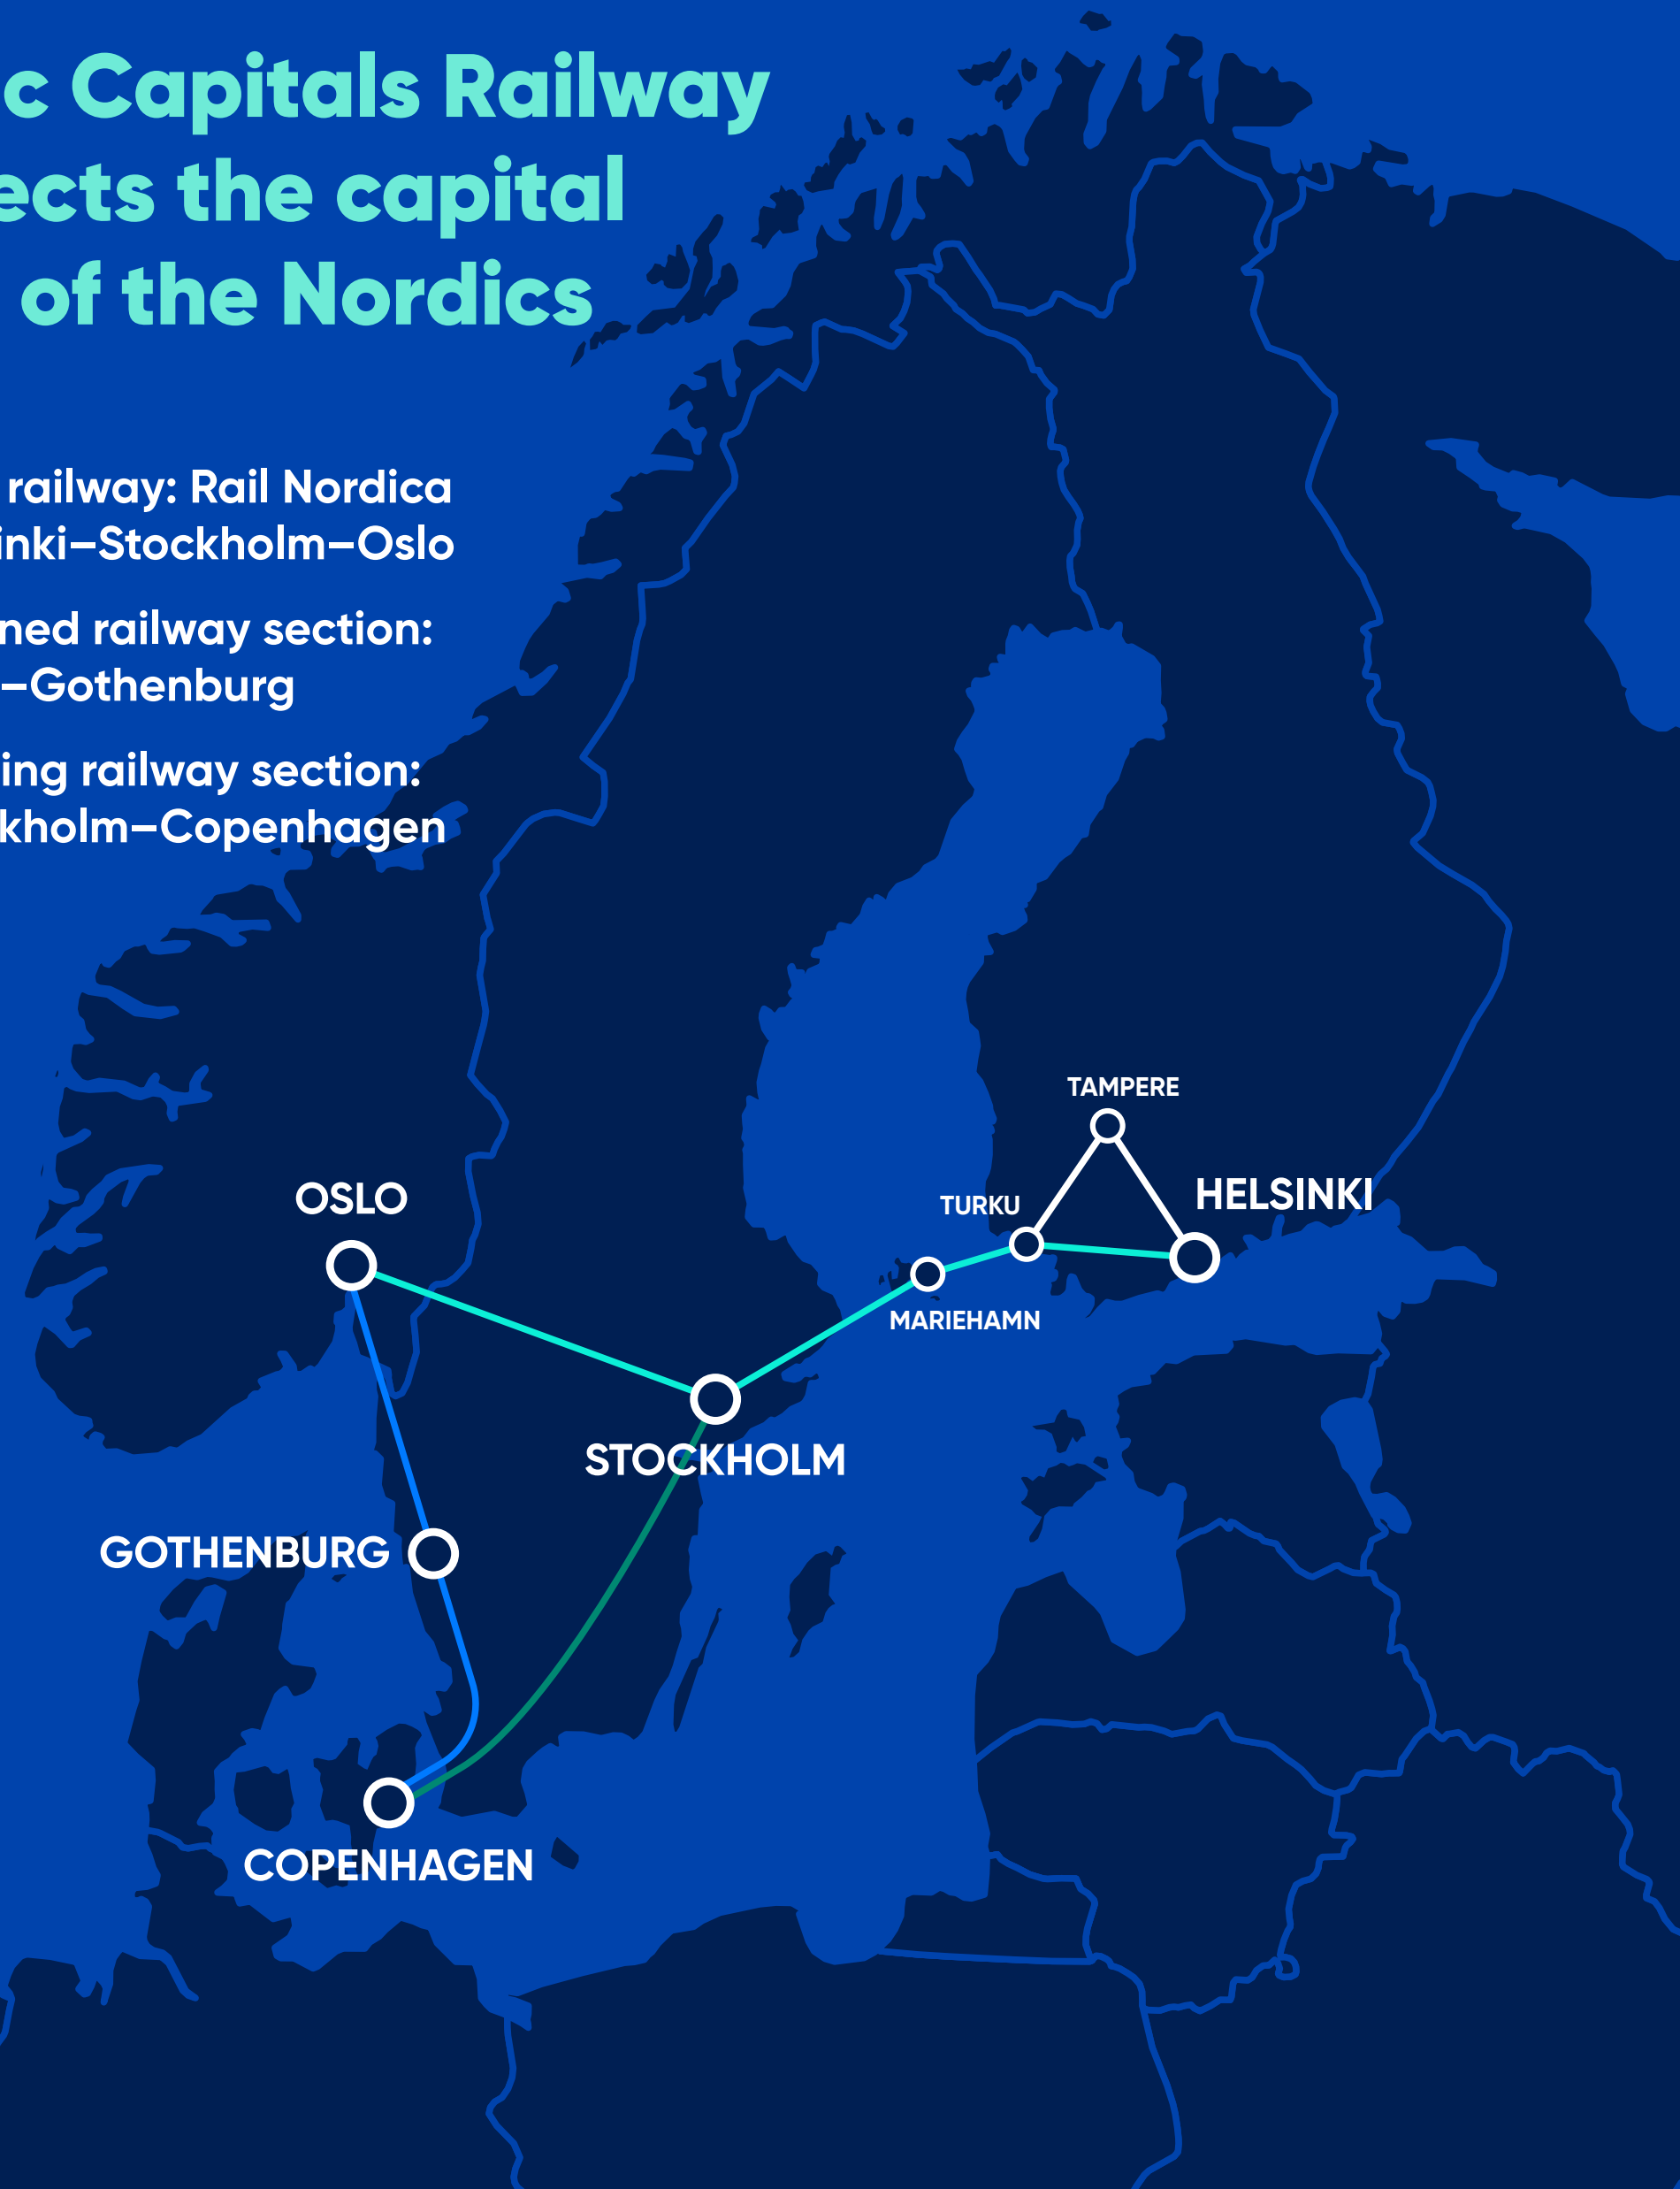 c Capitals Railway
ects the capital
of the Nordics
railway: Rail Nordica
inki–Stockholm–Oslo
ned railway section:
–Gothenburg
ing railway section:
kholm–Copenhagen
TAMPERE
HELSINKI
OSLO
TURKU
MARIEHAMN
STOCKHOLM
GOTHENBURG
COPENHAGEN